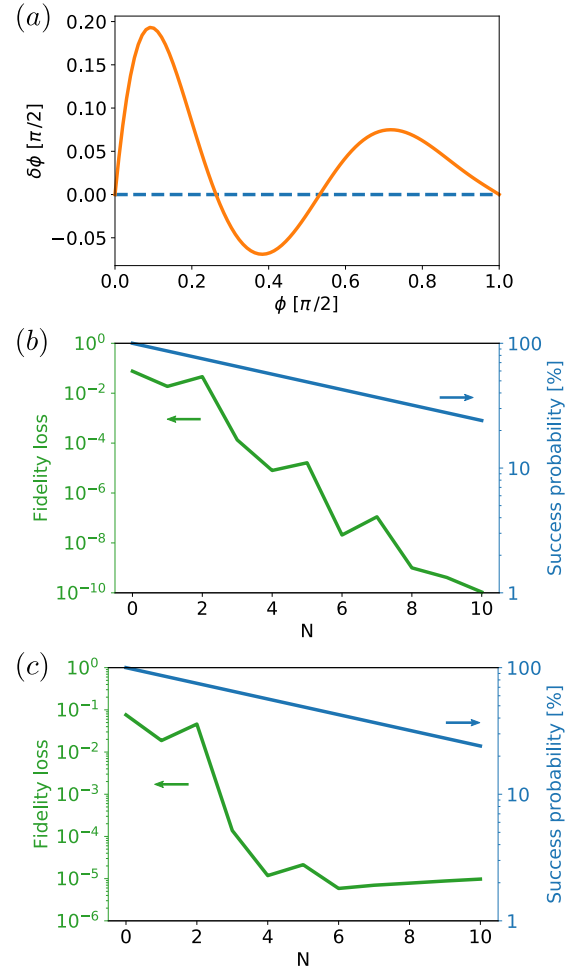 (a)
0.20
0.15
0.10
0.05
0.00
−0.05
δϕ [π/2]
0.0 0.2 0.4 0.6 0.8 1.0
ϕ [π/2]
(b)
10^0
10^−2
10^−4
10^−6
10^−8
10^−10
Fidelity loss
100
10
1
Success probability [%]
0 2 4 6 8 10
N
(c)
10^0
10^−1
10^−2
10^−3
10^−4
10^−5
10^−6
Fidelity loss
100
10
1
Success probability [%]
0 2 4 6 8 10
N